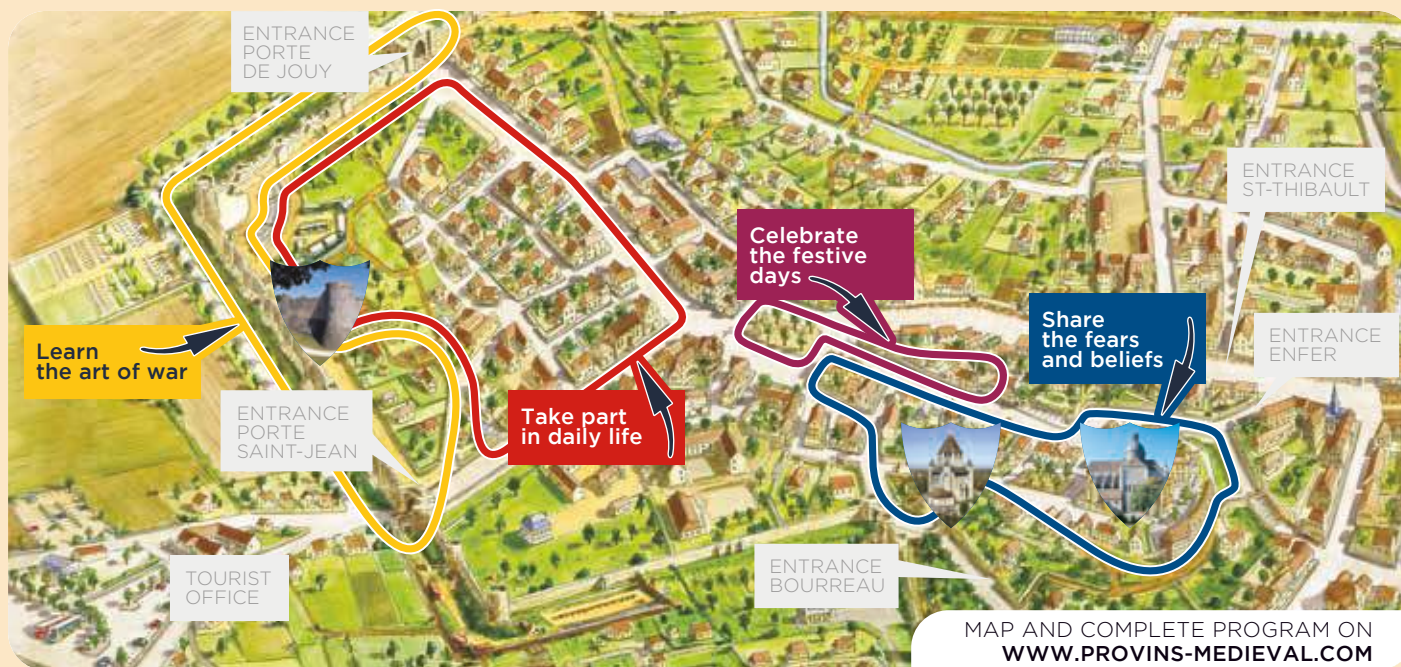 ENTRANCE
PORTE
DE JOUY
ENTRANCE
ST-THIBAULT
Celebrate
the festive
days
Share
the fears
and beliefs
ENTRANCE
ENFER
Learn
the art of war
Take part
in daily life
ENTRANCE
PORTE
SAINT-JEAN
TOURIST
OFFICE
ENTRANCE
BOURREAU
MAP AND COMPLETE PROGRAM ON
WWW.PROVINS-MEDIEVAL.COM